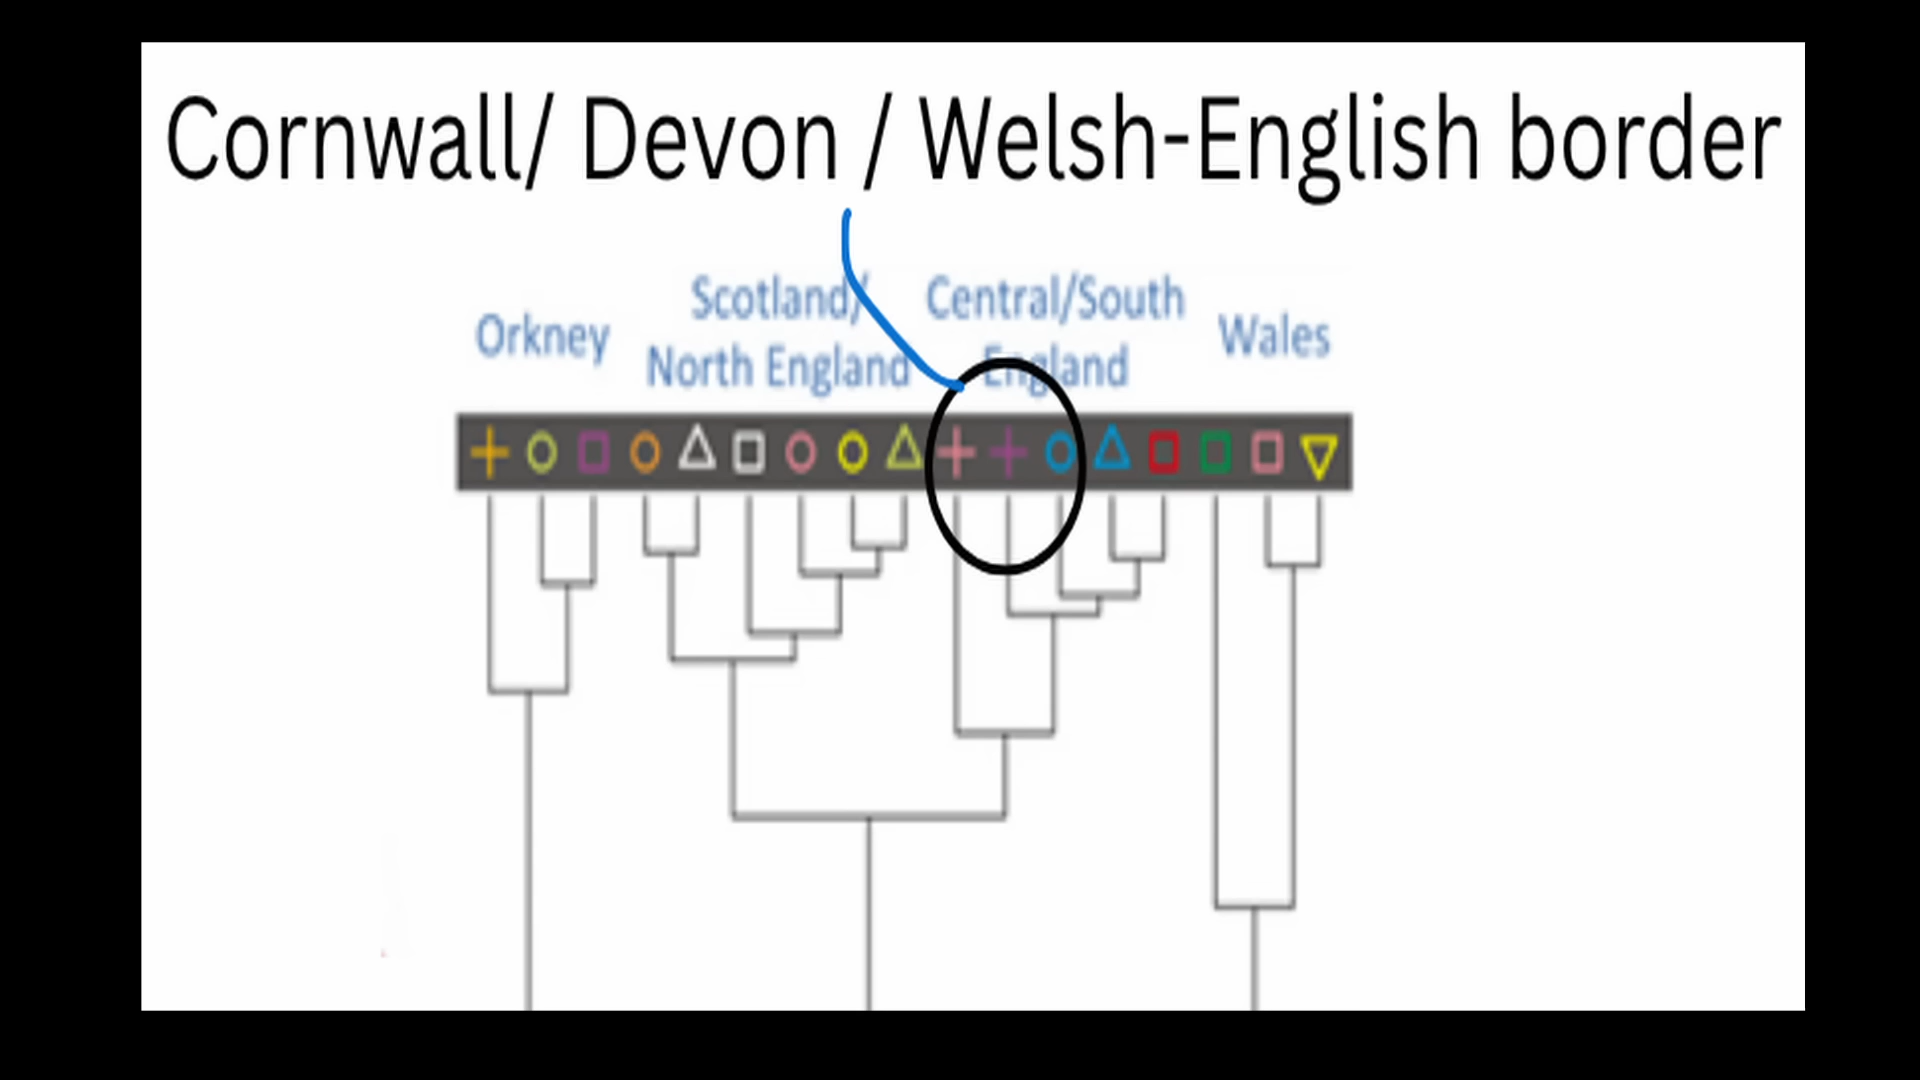 Cornwall/ Devon / Welsh-English border
Orkney
Scotland/
North England
Central/South
England
Wales